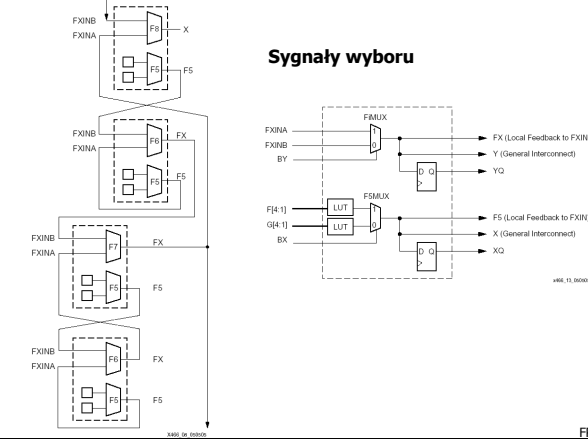 FXINB
FXINA
F8
X
F5
F5
FXINB
FXINA
F6
FX
F5
F5
FXINB
FXINA
F7
FX
F5
F5
FXINB
FXINA
F6
FX
F5
F5
Sygnały wyboru
FiMUX
FXINA
FXINB
BY
1
0
FX (Local Feedback to FXIN
Y (General Interconnect)
D Q
YQ
F5MUX
F[4:1]
G[4:1]
BX
LUT
LUT
1
0
F5 (Local Feedback to FXIN
X (General Interconnect)
D Q
XQ